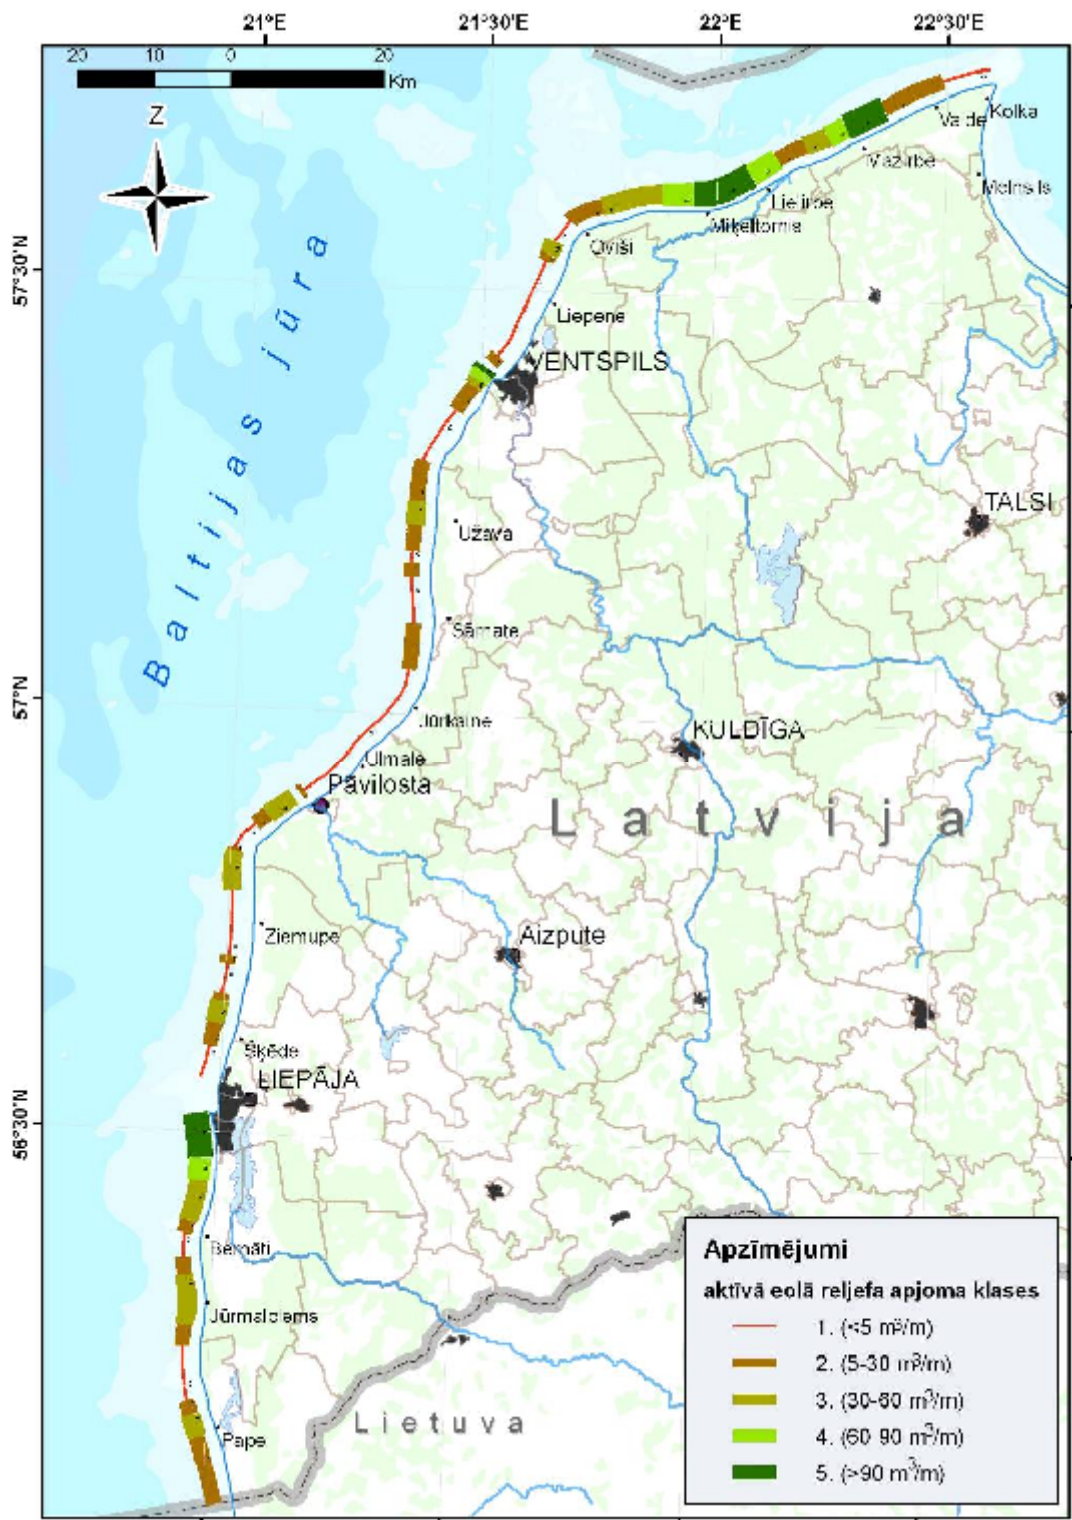 21°E 21°30'E 22°E 22°30'E
20 10 0 20
Km
Z
Kolka
Vaide
Mazirbe
Melnsils
Lielirbe
Miķeļtornis
Oviši
57°30'N
Liepene
VENTSPILS
Baltijas jūra
TALSI
Užava
Sārnate
57°N
Jūrkalne
KULDĪGA
Ulmale
Pāvilosta
Latvija
Ziemupe
Aizpute
Šķēde
LIEPĀJA
56°30'N
Bernāti
Jūrmalciems
Pape
Lietuva
Apzīmējumi
aktīvā eolā reljefa apjoma klases
1. (<5 m³/m)
2. (5-30 m³/m)
3. (30-60 m³/m)
4. (60-90 m³/m)
5. (>90 m³/m)